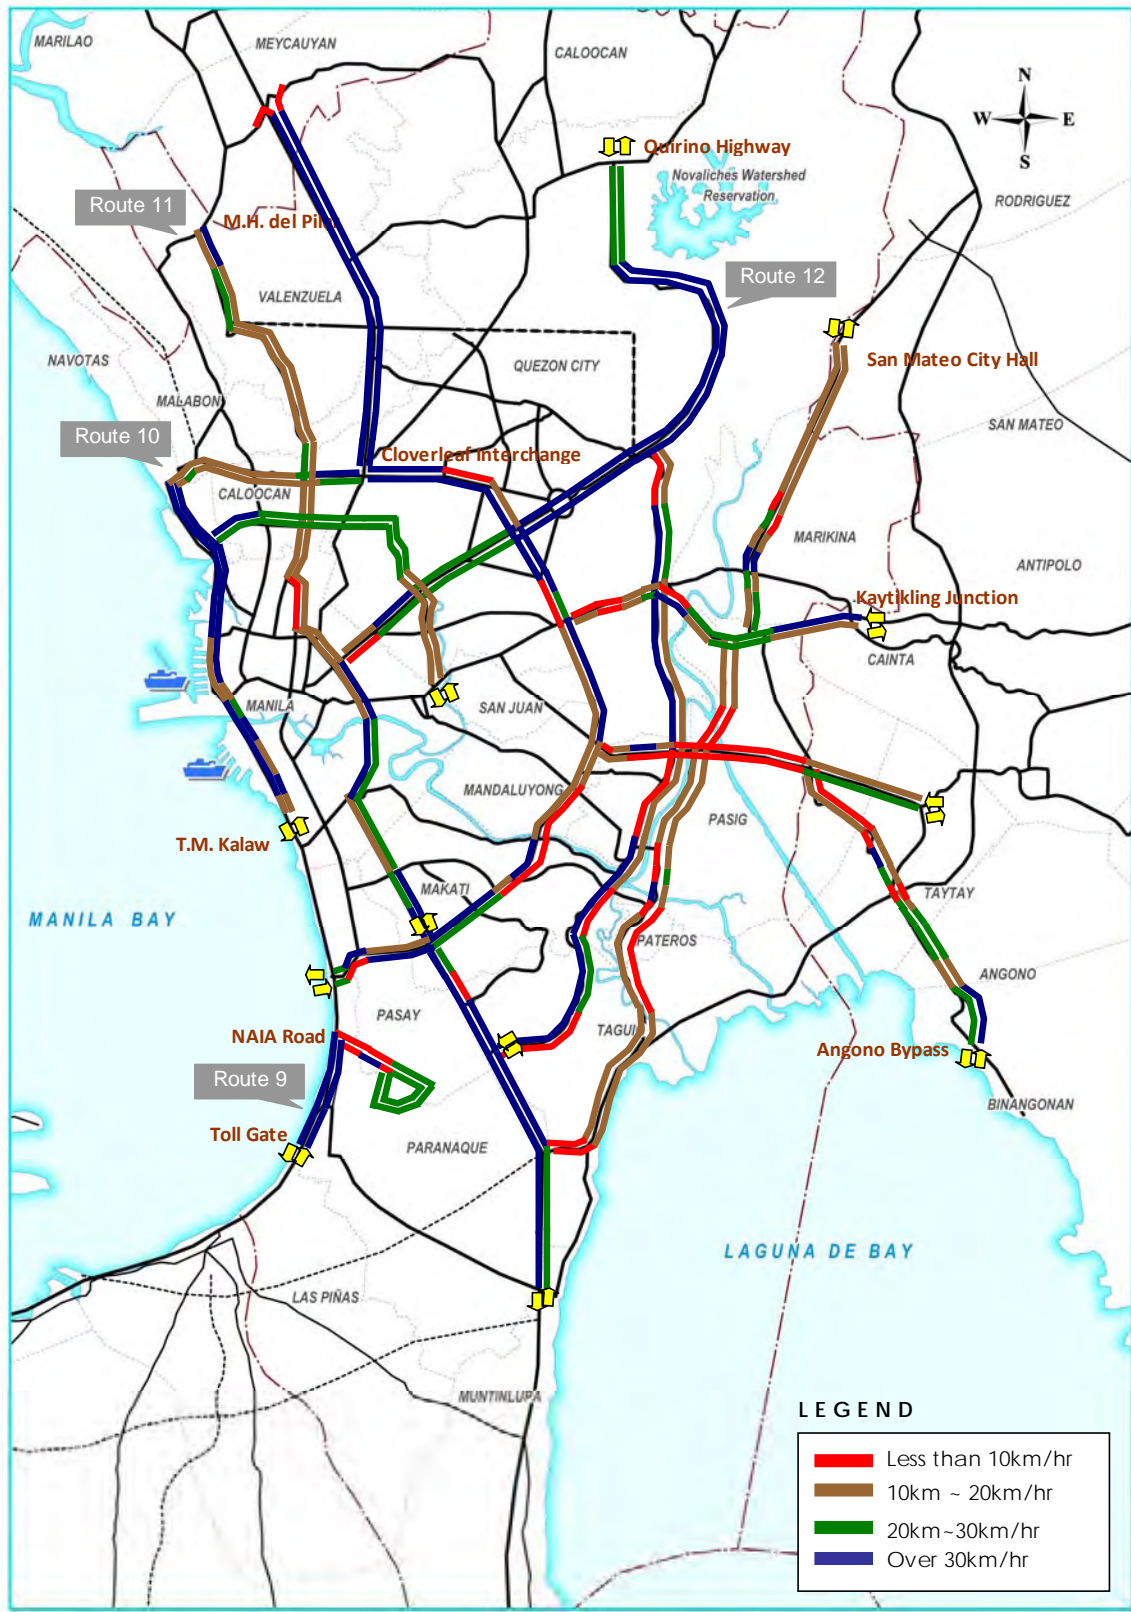 MARILAO
MEYCAUYAN
CALOOCAN
N
W
E
S
Quirino Highway
Novaliches Watershed
Reservation
RODRIGUEZ
Route 11
M.H. del Pilar
Route 12
VALENZUELA
NAVOTAS
QUEZON CITY
San Mateo City Hall
MALABON
SAN MATEO
Route 10
Cloverleaf Interchange
CALOOCAN
MARIKINA
ANTIPOLO
Kaytikling Junction
CAINTA
MANILA
SAN JUAN
MANDALUYONG
PASIG
T.M. Kalaw
MAKATI
TAYTAY
MANILA BAY
PATEROS
ANGONO
PASAY
TAGUI
NAIA Road
Angono Bypass
Route 9
BINANGONAN
Toll Gate
PARANAQUE
LAGUNA DE BAY
LAS PIÑAS
MUNTINLUPA
LEGEND
Less than 10km/hr
10km ~ 20km/hr
20km~30km/hr
Over 30km/hr